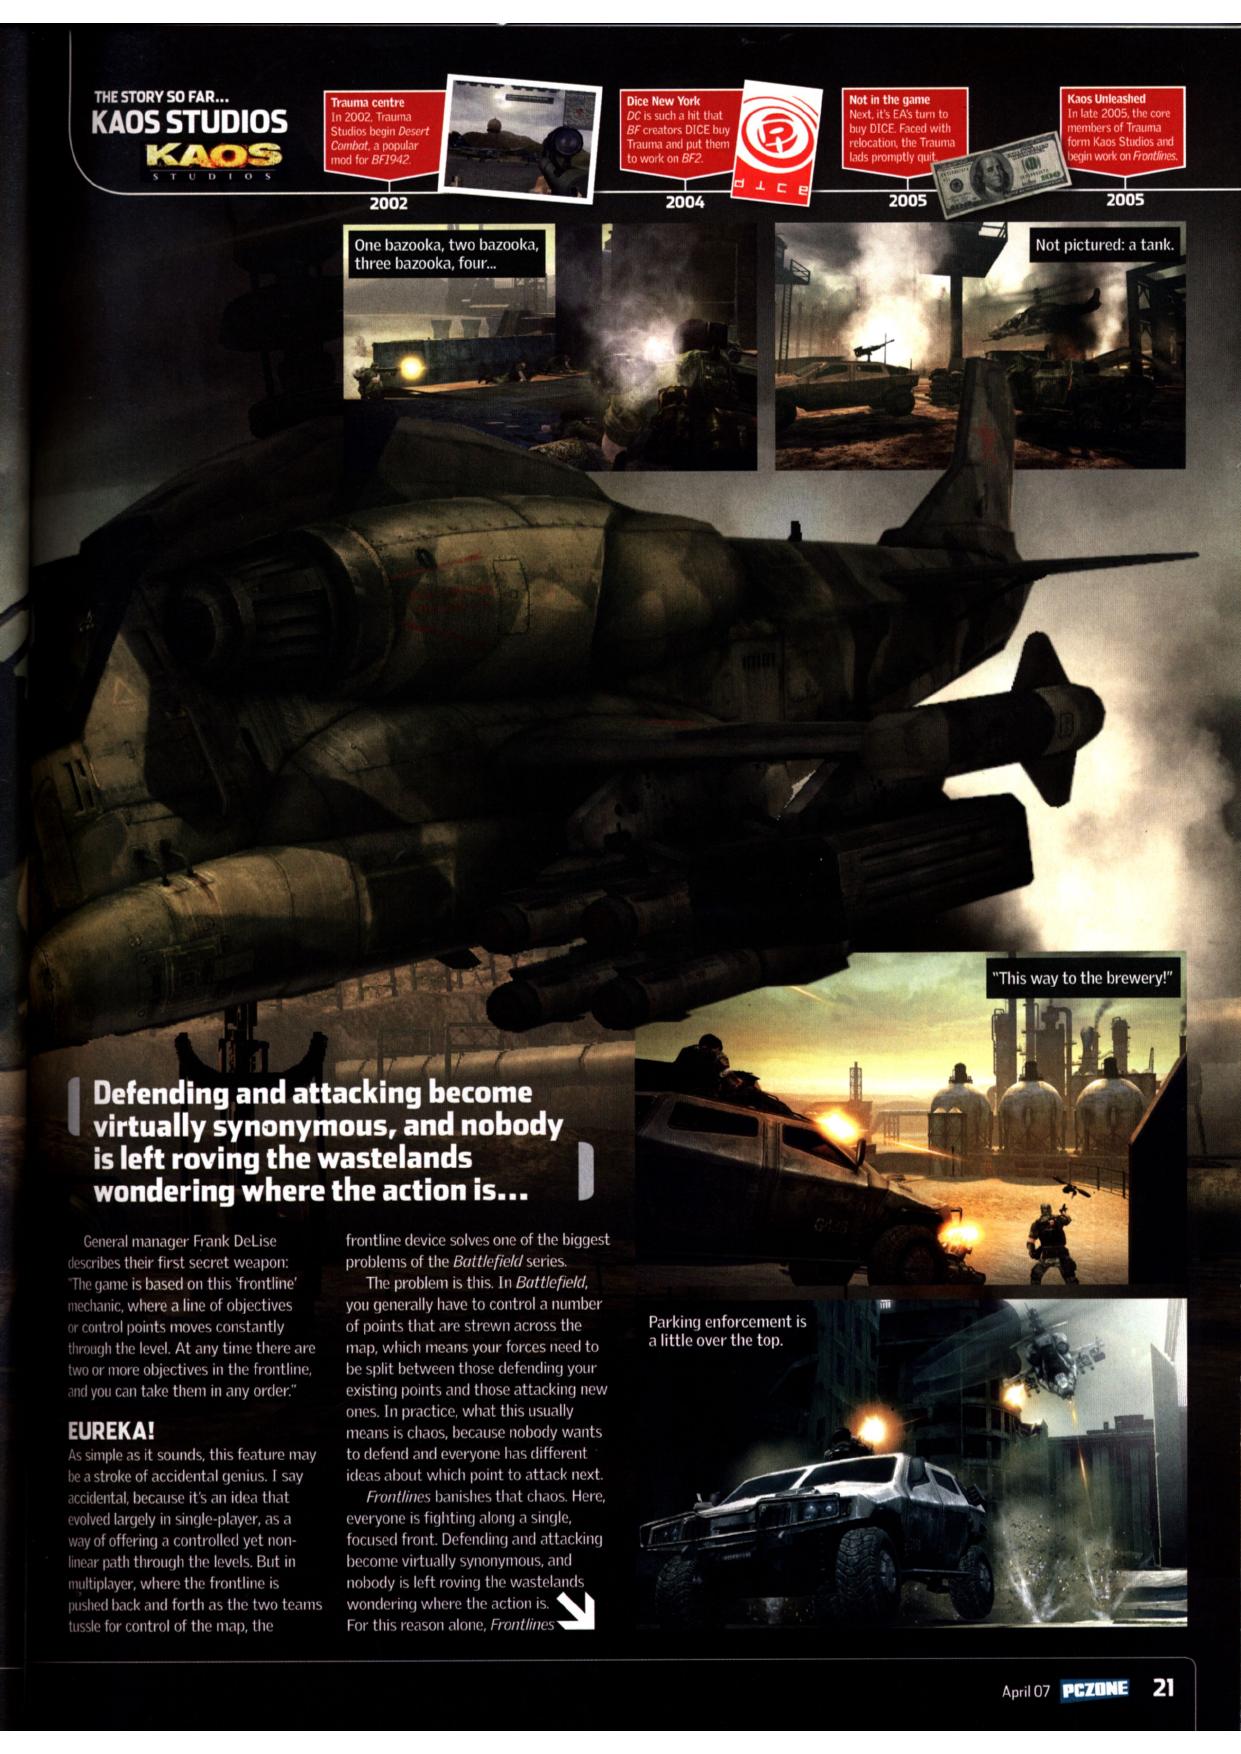 THE STORY SO FAR...
KAOS STUDIOS
KAOS
STUDIOS
Trauma centre
In 2002, Trauma
Studios begin Desert
Combat, a popular
mod for BF1942.
2002
Dice New York
DC is such a hit that
BF creators DICE buy
Trauma and put them
to work on BF2.
2004
Not in the game
Next, it's EA's turn to
buy DICE. Faced with
relocation, the Trauma
lads promptly quit.
2005
Kaos Unleashed
In late 2005, the core
members of Trauma
form Kaos Studios and
begin work on Frontlines.
2005
One bazooka, two bazooka,
three bazooka, four...
Not pictured: a tank.
"This way to the brewery!"
Defending and attacking become
virtually synonymous, and nobody
is left roving the wastelands
wondering where the action is...
General manager Frank DeLise
describes their first secret weapon:
"The game is based on this 'frontline'
mechanic, where a line of objectives
or control points moves constantly
through the level. At any time there are
two or more objectives in the frontline,
and you can take them in any order."
EUREKA!
As simple as it sounds, this feature may
be a stroke of accidental genius. I say
accidental, because it's an idea that
evolved largely in single-player, as a
way of offering a controlled yet non-
linear path through the levels. But in
multiplayer, where the frontline is
pushed back and forth as the two teams
tussle for control of the map, the
frontline device solves one of the biggest
problems of the Battlefield series.
The problem is this. In Battlefield,
you generally have to control a number
of points that are strewn across the
map, which means your forces need to
be split between those defending your
existing points and those attacking new
ones. In practice, what this usually
means is chaos, because nobody wants
to defend and everyone has different
ideas about which point to attack next.
Frontlines banishes that chaos. Here,
everyone is fighting along a single,
focused front. Defending and attacking
become virtually synonymous, and
nobody is left roving the wastelands
wondering where the action is.
For this reason alone, Frontlines
Parking enforcement is
a little over the top.
April 07 PCZONE 21